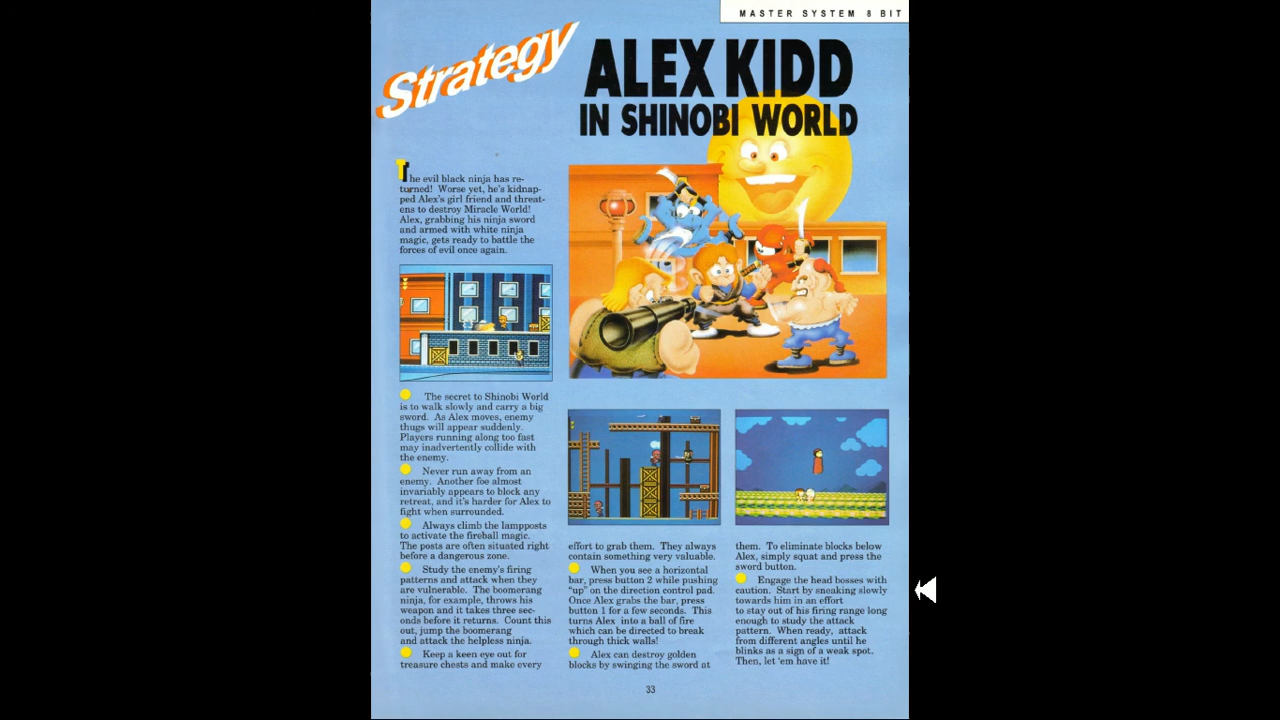 MASTER SYSTEM 8 BIT
Strategy
ALEX KIDD
IN SHINOBI WORLD
The evil black ninja has re-
turned! Worse yet, he's kidnap-
ped Alex's girl friend and threat-
ens to destroy Miracle World!
Alex, grabbing his ninja sword
and armed with white ninja
magic, gets ready to battle the
forces of evil once again.
The secret to Shinobi World
is to walk slowly and carry a big
sword. As Alex moves, enemy
thugs will appear suddenly.
Players running along too fast
may inadvertently collide with
the enemy.
Never run away from an
enemy. Another foe almost
invariably appears to block any
retreat, and it's harder for Alex to
fight when surrounded.
Always climb the lampposts
to activate the fireball magic.
The posts are often situated right
before a dangerous zone.
Study the enemy's firing
patterns and attack when they
are vulnerable. The boomerang
ninja, for example, throws his
weapon and it takes three sec-
onds before it returns. Count this
out, jump the boomerang
and attack the helpless ninja.
Keep a keen eye out for
treasure chests and make every
effort to grab them. They always
contain something very valuable.
When you see a horizontal
bar, press button 2 while pushing
"up" on the direction control pad.
Once Alex grabs the bar, press
button 1 for a few seconds. This
turns Alex into a ball of fire
which can be directed to break
through thick walls!
Alex can destroy golden
blocks by swinging the sword at
them. To eliminate blocks below
Alex, simply squat and press the
sword button.
Engage the head bosses with
caution. Start by sneaking slowly
towards him in an effort
to stay out of his firing range long
enough to study the attack
pattern. When ready, attack
from different angles until he
blinks as a sign of a weak spot.
Then, let 'em have it!
33